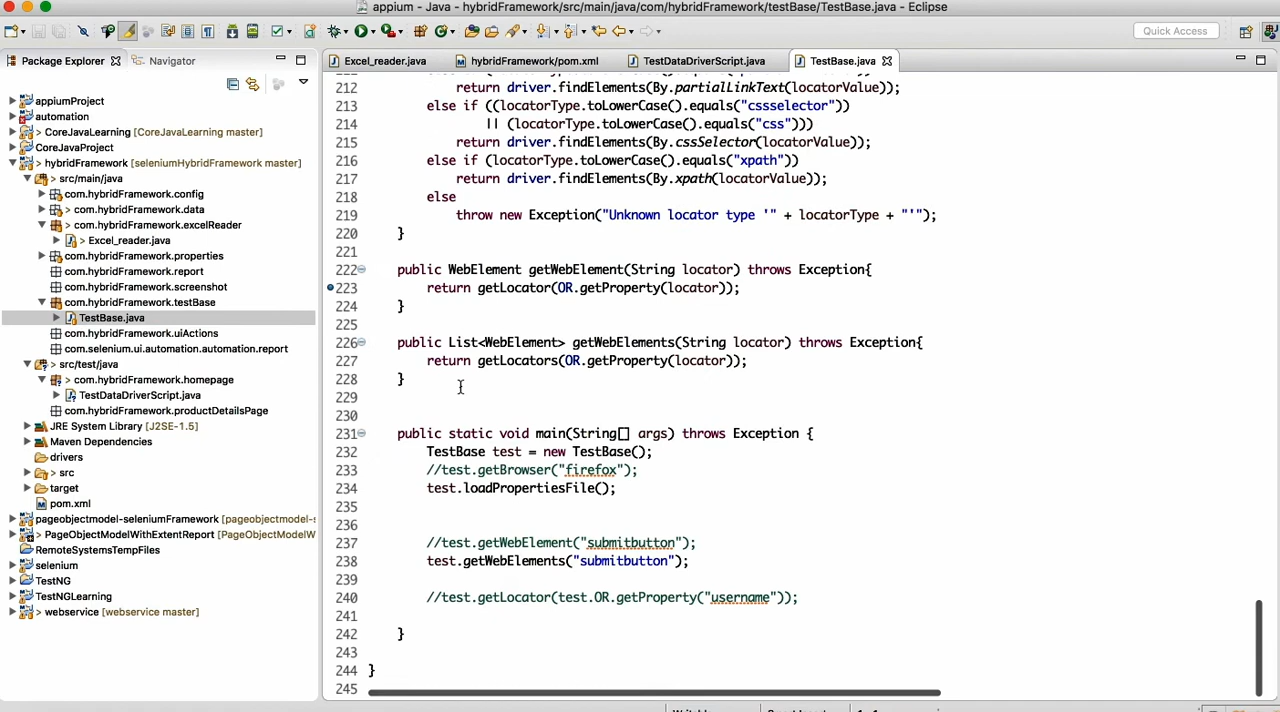 appium - Java - hybridFramework/src/main/java/com/hybridFramework/testBase/TestBase.java - Eclipse
Quick Access
Package Explorer
Navigator
Excel_reader.java
hybridFramework/pom.xml
TestDataDriverScript.java
TestBase.java
appiumProject
automation
> CoreJavaLearning [CoreJavaLearning master]
CoreJavaProject
> hybridFramework [seleniumHybridFramework master]
> src/main/java
com.hybridFramework.config
> com.hybridFramework.data
> com.hybridFramework.excelReader
> Excel_reader.java
com.hybridFramework.properties
com.hybridFramework.report
com.hybridFramework.screenshot
com.hybridFramework.testBase
TestBase.java
com.hybridFramework.uiActions
com.selenium.ui.automation.automation.report
> src/test/java
> com.hybridFramework.homepage
TestDataDriverScript.java
com.hybridFramework.productDetailsPage
JRE System Library [J2SE-1.5]
Maven Dependencies
drivers
> src
target
pom.xml
pageobjectmodel-seleniumFramework [pageobjectmodel-s
> PageObjectModelWithExtentReport [PageObjectModelW
RemoteSystemsTempFiles
selenium
TestNG
TestNGLearning
> webservice [webservice master]
212 return driver.findElements(By.partialLinkText(locatorValue));
213 else if ((locatorType.toLowerCase().equals("cssselector"))
214 || (locatorType.toLowerCase().equals("css")))
215 return driver.findElements(By.cssSelector(locatorValue));
216 else if (locatorType.toLowerCase().equals("xpath"))
217 return driver.findElements(By.xpath(locatorValue));
218 else
219 throw new Exception("Unknown locator type '" + locatorType + "'");
220 }
221
222 public WebElement getWebElement(String locator) throws Exception{
223 return getLocator(OR.getProperty(locator));
224 }
225
226 public List<WebElement> getWebElements(String locator) throws Exception{
227 return getLocators(OR.getProperty(locator));
228 }
229
230
231 public static void main(String[] args) throws Exception {
232 TestBase test = new TestBase();
233 //test.getBrowser("firefox");
234 test.loadPropertiesFile();
235
236
237 //test.getWebElement("submitbutton");
238 test.getWebElements("submitbutton");
239
240 //test.getLocator(test.OR.getProperty("username"));
241
242 }
243
244 }
245